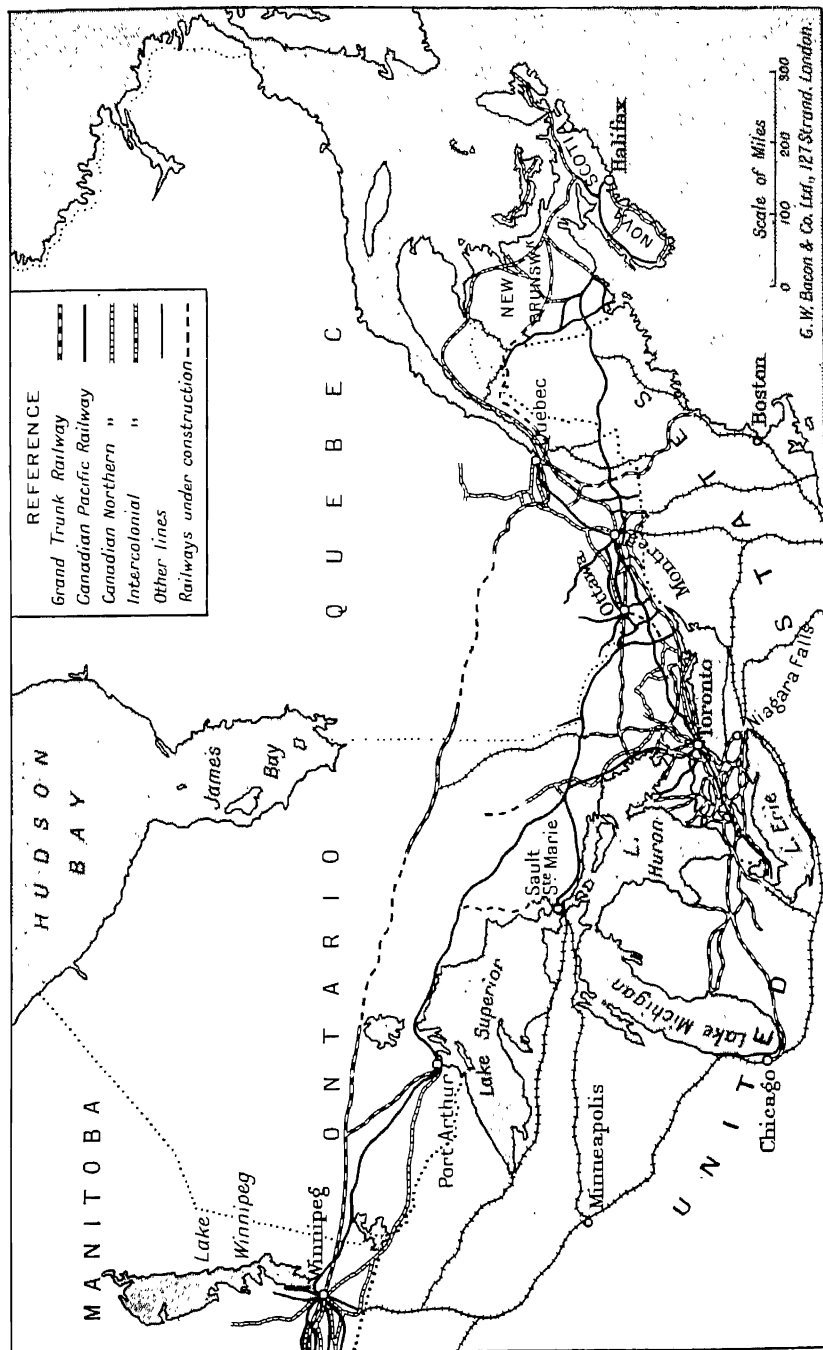 REFERENCE
Grand Trunk Railway
Canadian Pacific Railway
Canadian Northern "
Intercolonial "
Other lines
Railways under construction
HUDSON
BAY
James
Bay
MANITOBA
Lake
Winnipeg
Winnipeg
ONTARIO
QUEBEC
Port Arthur
Lake Superior
Sault
Ste Marie
L.
Huron
Lake Michigan
L. Erie
Toronto
Niagara Falls
Ottawa
Montreal
Quebec
NEW
BRUNSWK
NOVA
SCOTIA
Halifax
Boston
Minneapolis
Chicago
UNITED
STATES
Scale of Miles
0 100 200 300
G. W. Bacon & Co. Ltd., 127 Strand, London.